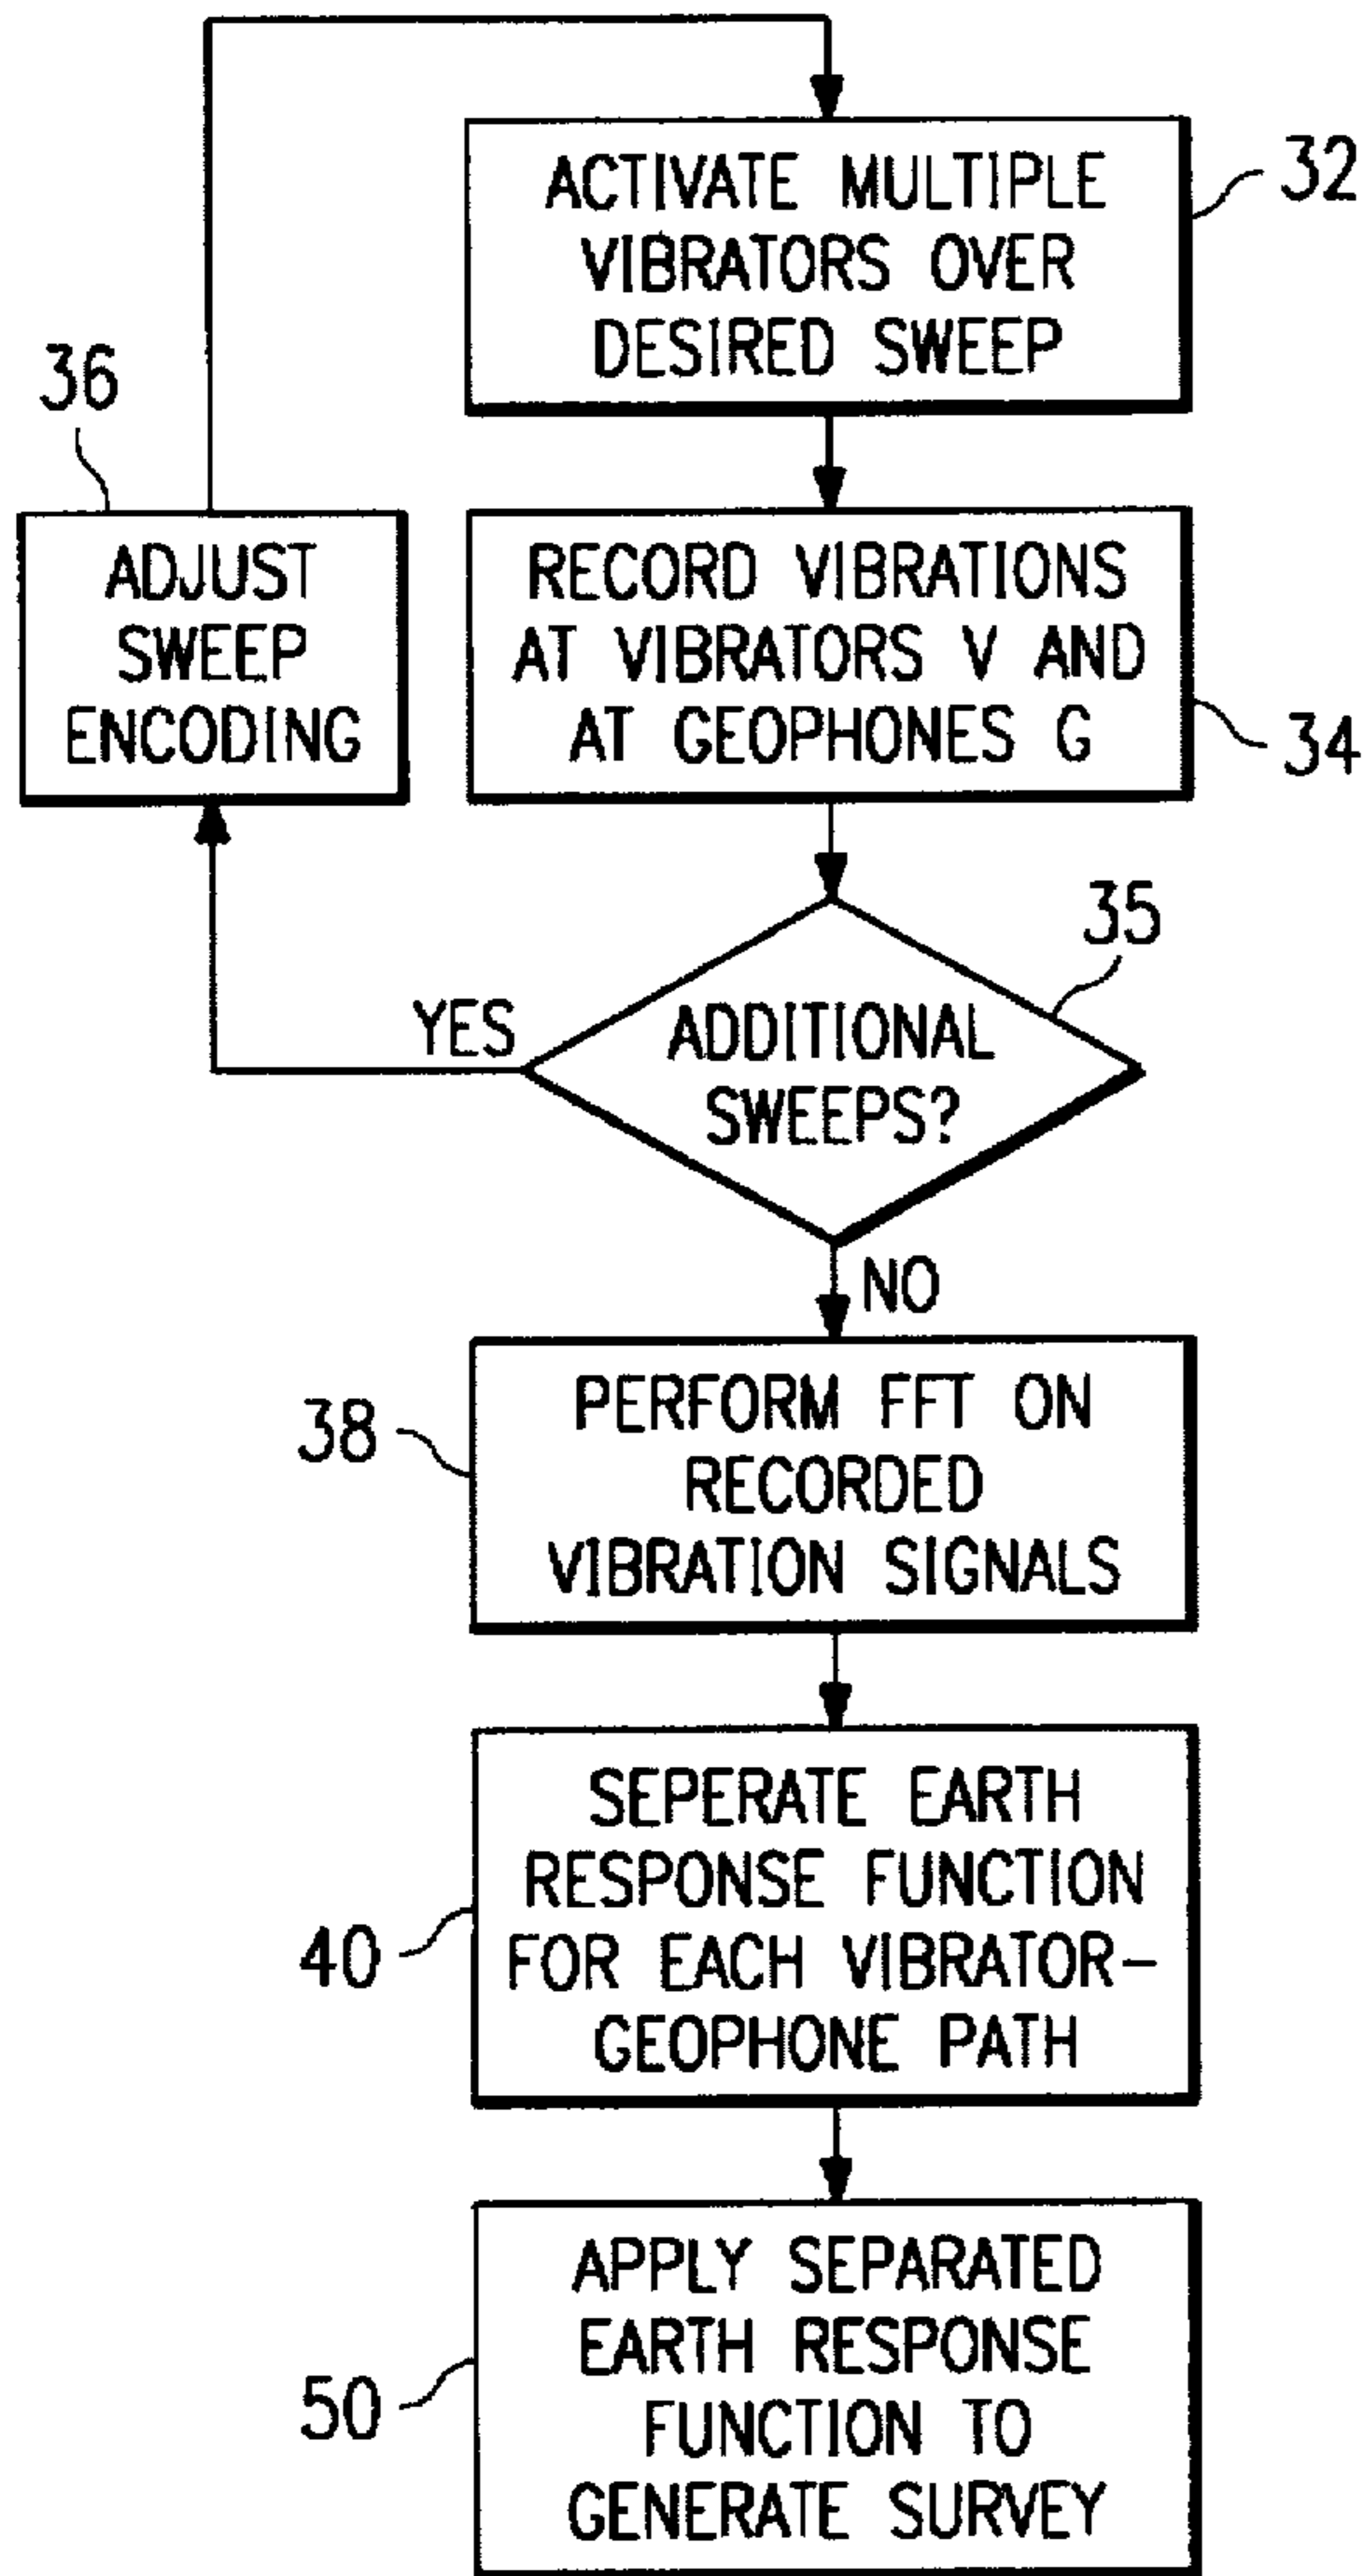 ACTIVATE MULTIPLE
VIBRATORS OVER
DESIRED SWEEP
32
36
ADJUST
SWEEP
ENCODING
RECORD VIBRATIONS
AT VIBRATORS V AND
AT GEOPHONES G
34
35
YES
ADDITIONAL
SWEEPS?
NO
38
PERFORM FFT ON
RECORDED
VIBRATION SIGNALS
40
SEPERATE EARTH
RESPONSE FUNCTION
FOR EACH VIBRATOR-
GEOPHONE PATH
50
APPLY SEPARATED
EARTH RESPONSE
FUNCTION TO
GENERATE SURVEY